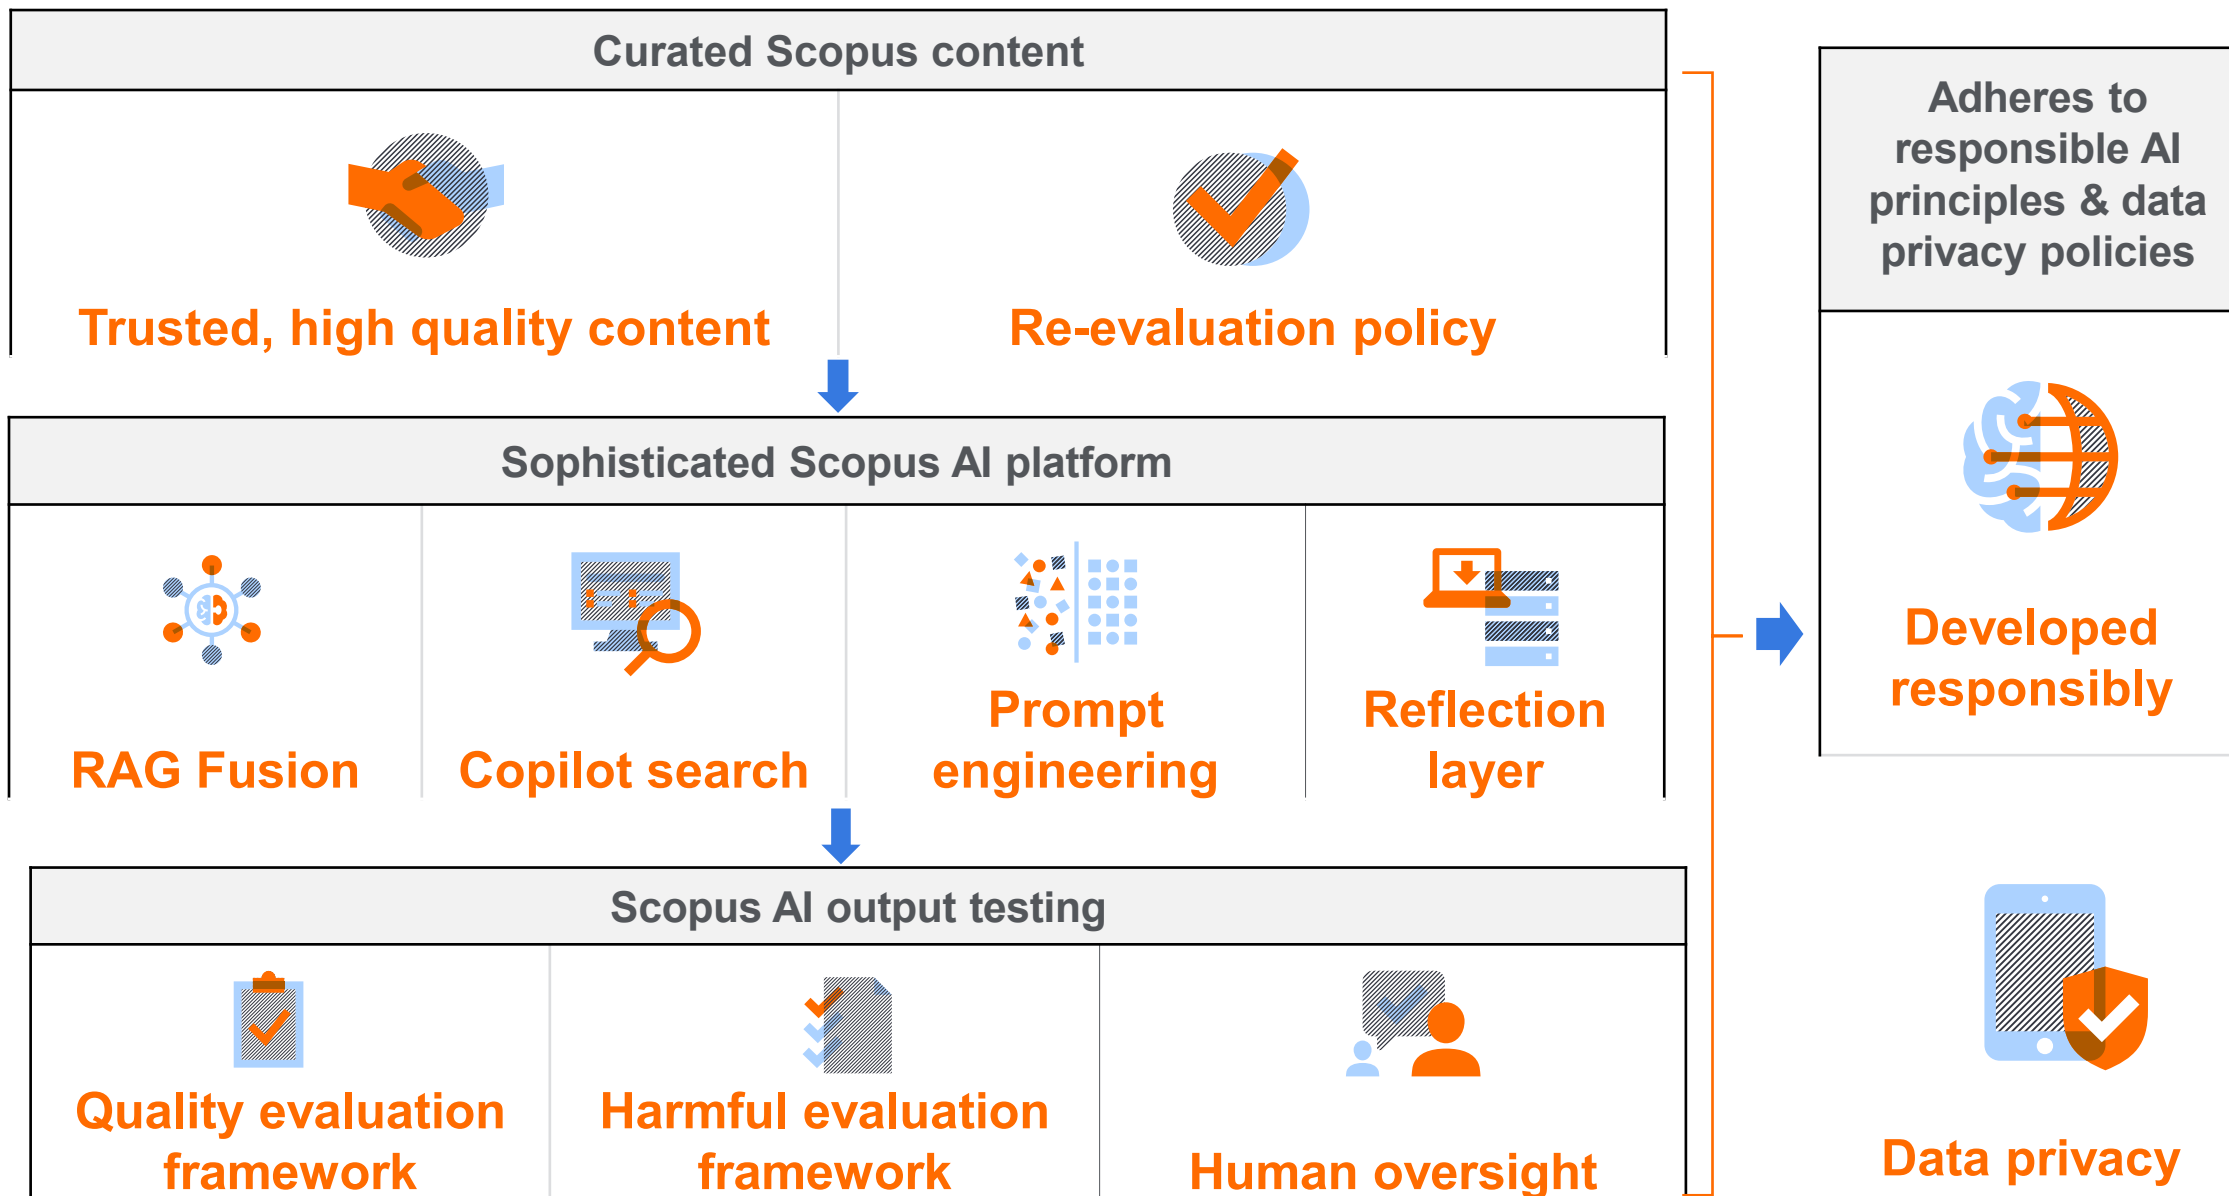 Curated Scopus content
Trusted, high quality content
Re-evaluation policy
Sophisticated Scopus AI platform
RAG Fusion
Copilot search
Prompt
engineering
Reflection
layer
Scopus AI output testing
Quality evaluation
framework
Harmful evaluation
framework
Human oversight
Adheres to
responsible AI
principles & data
privacy policies
Developed
responsibly
Data privacy